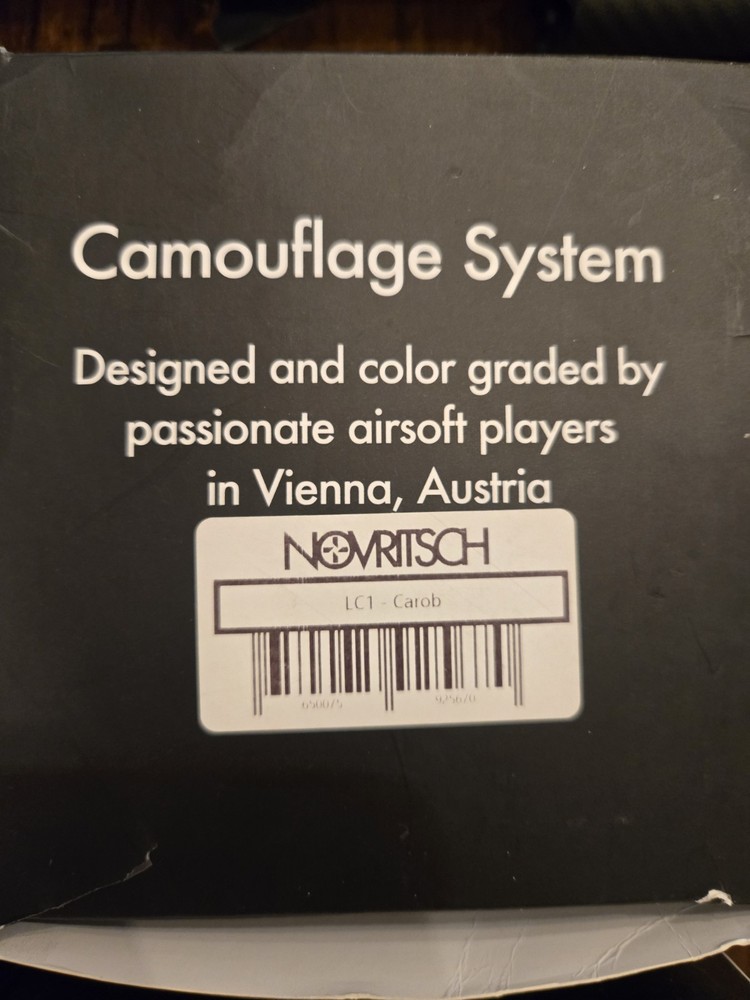 Camouflage System
Designed and color graded by
passionate airsoft players
in Vienna, Austria
NOVRITSCH
LC1 - Carob